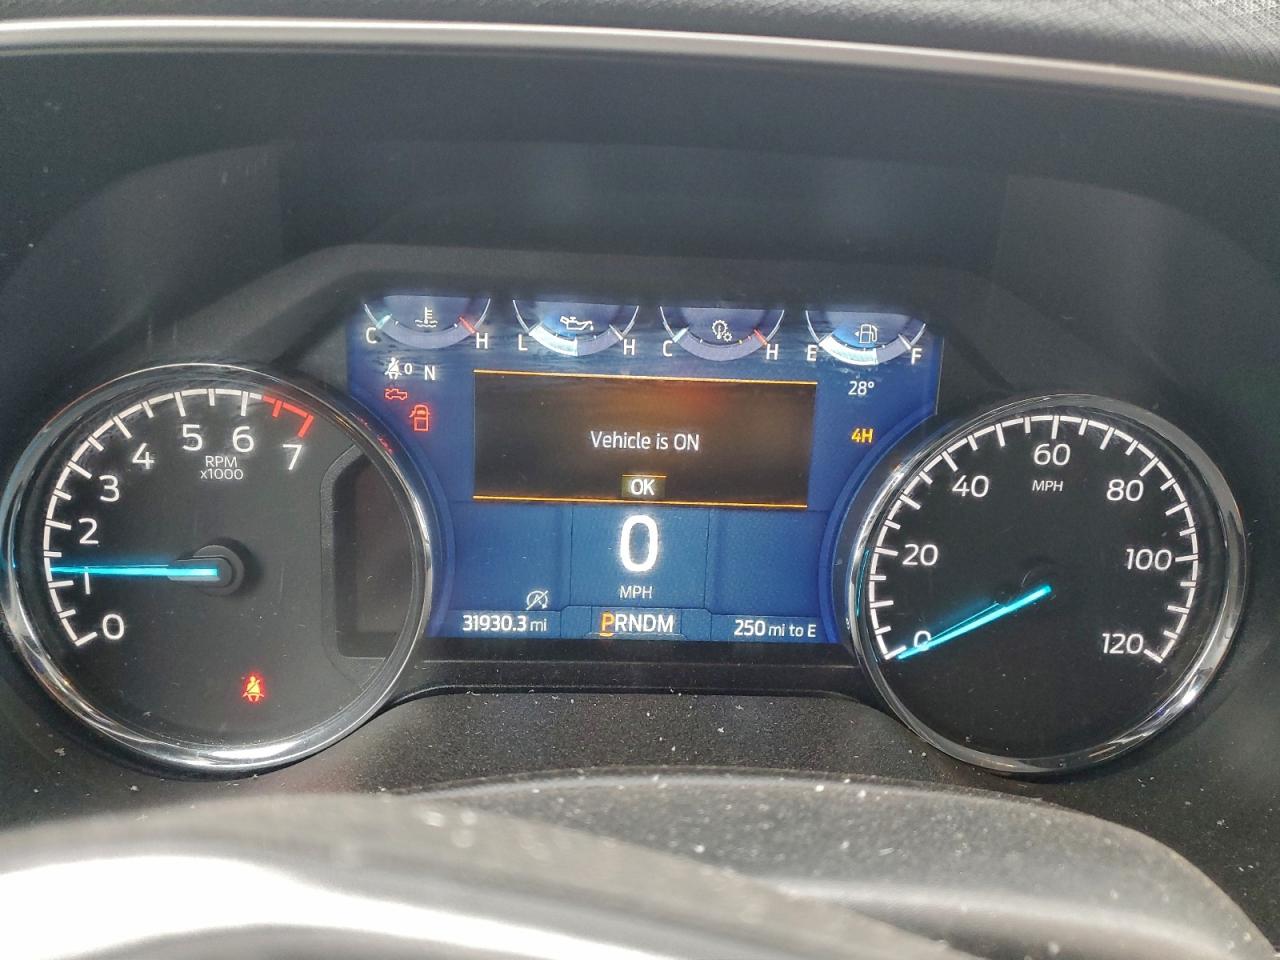 C H
L H
C H
E F
0 N
28°
4H
Vehicle is ON
OK
0
MPH
31930.3 mi
PRNDM
250 mi to E
0
1
2
3
4
5
6
7
RPM
x1000
0
20
40
60
80
100
120
MPH